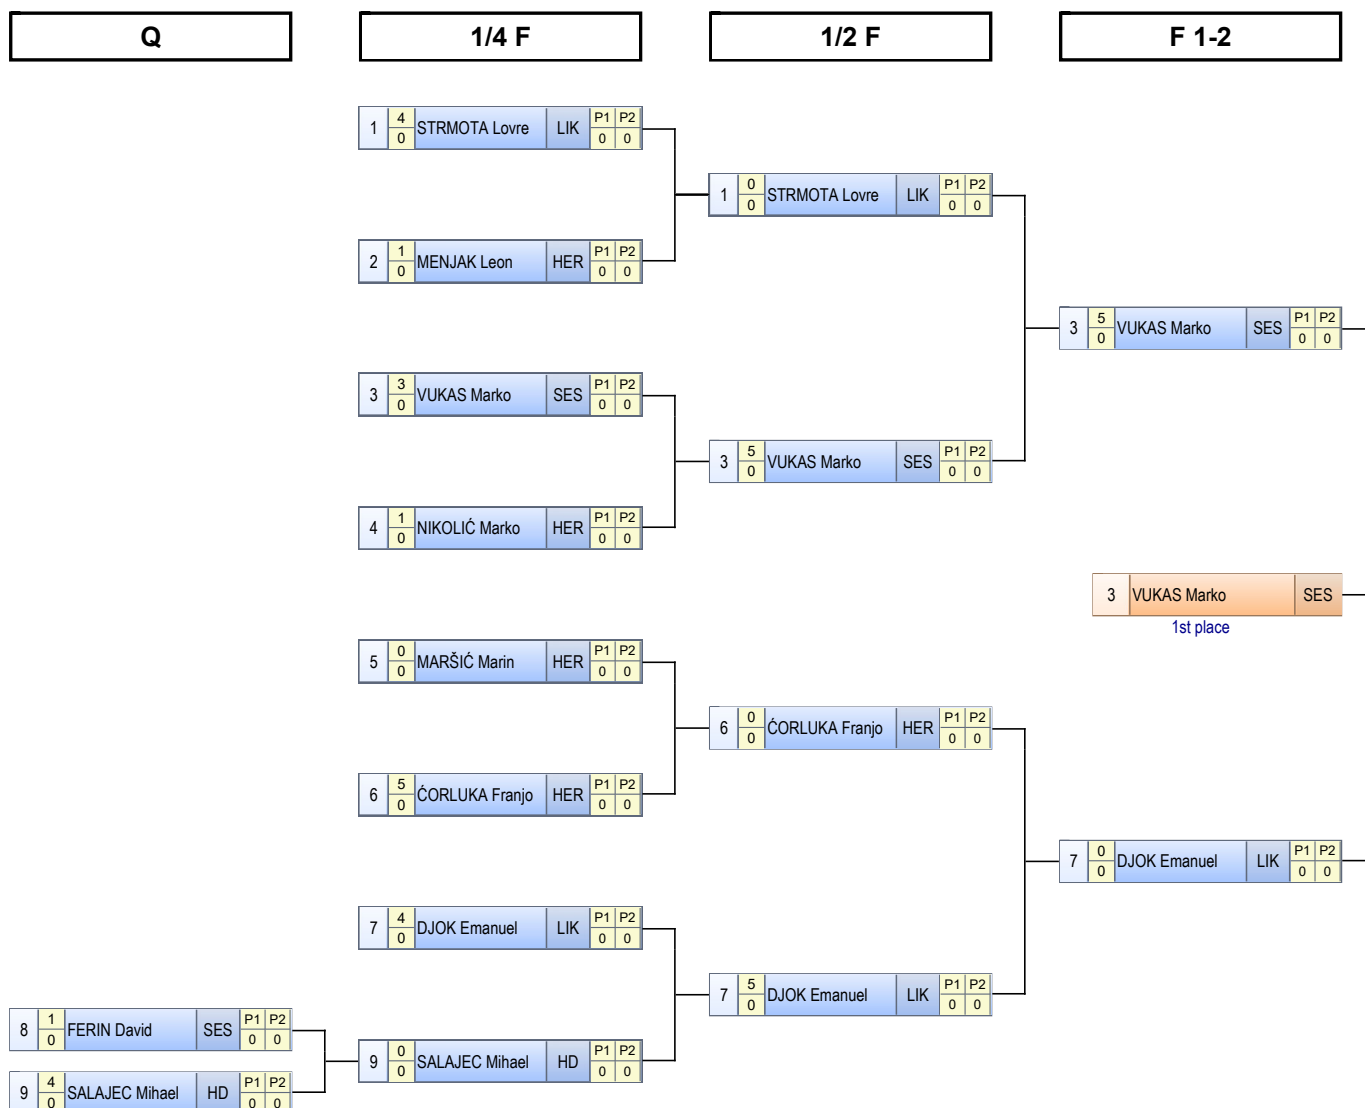 Q 1/4 F 1/2 F F 1-2
1 4 0 STRMOTA Lovre LIK P1 P2 0 0
1 0 0 STRMOTA Lovre LIK P1 P2 0 0
2 1 0 MENJAK Leon HER P1 P2 0 0
3 5 0 VUKAS Marko SES P1 P2 0 0
3 3 0 VUKAS Marko SES P1 P2 0 0
3 5 0 VUKAS Marko SES P1 P2 0 0
4 1 0 NIKOLIĆ Marko HER P1 P2 0 0
3 VUKAS Marko SES
1st place
5 0 0 MARŠIĆ Marin HER P1 P2 0 0
6 0 0 ĆORLUKA Franjo HER P1 P2 0 0
6 5 0 ĆORLUKA Franjo HER P1 P2 0 0
7 0 0 DJOK Emanuel LIK P1 P2 0 0
7 4 0 DJOK Emanuel LIK P1 P2 0 0
7 5 0 DJOK Emanuel LIK P1 P2 0 0
8 1 0 FERIN David SES P1 P2 0 0
9 0 0 SALAJEC Mihael HD P1 P2 0 0
9 4 0 SALAJEC Mihael HD P1 P2 0 0